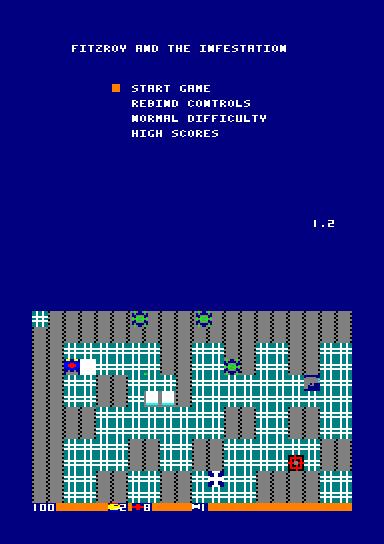 FITZROY AND THE INFESTATION
START GAME
REBIND CONTROLS
NORMAL DIFFICULTY
HIGH SCORES
1.2
100 2 8 1